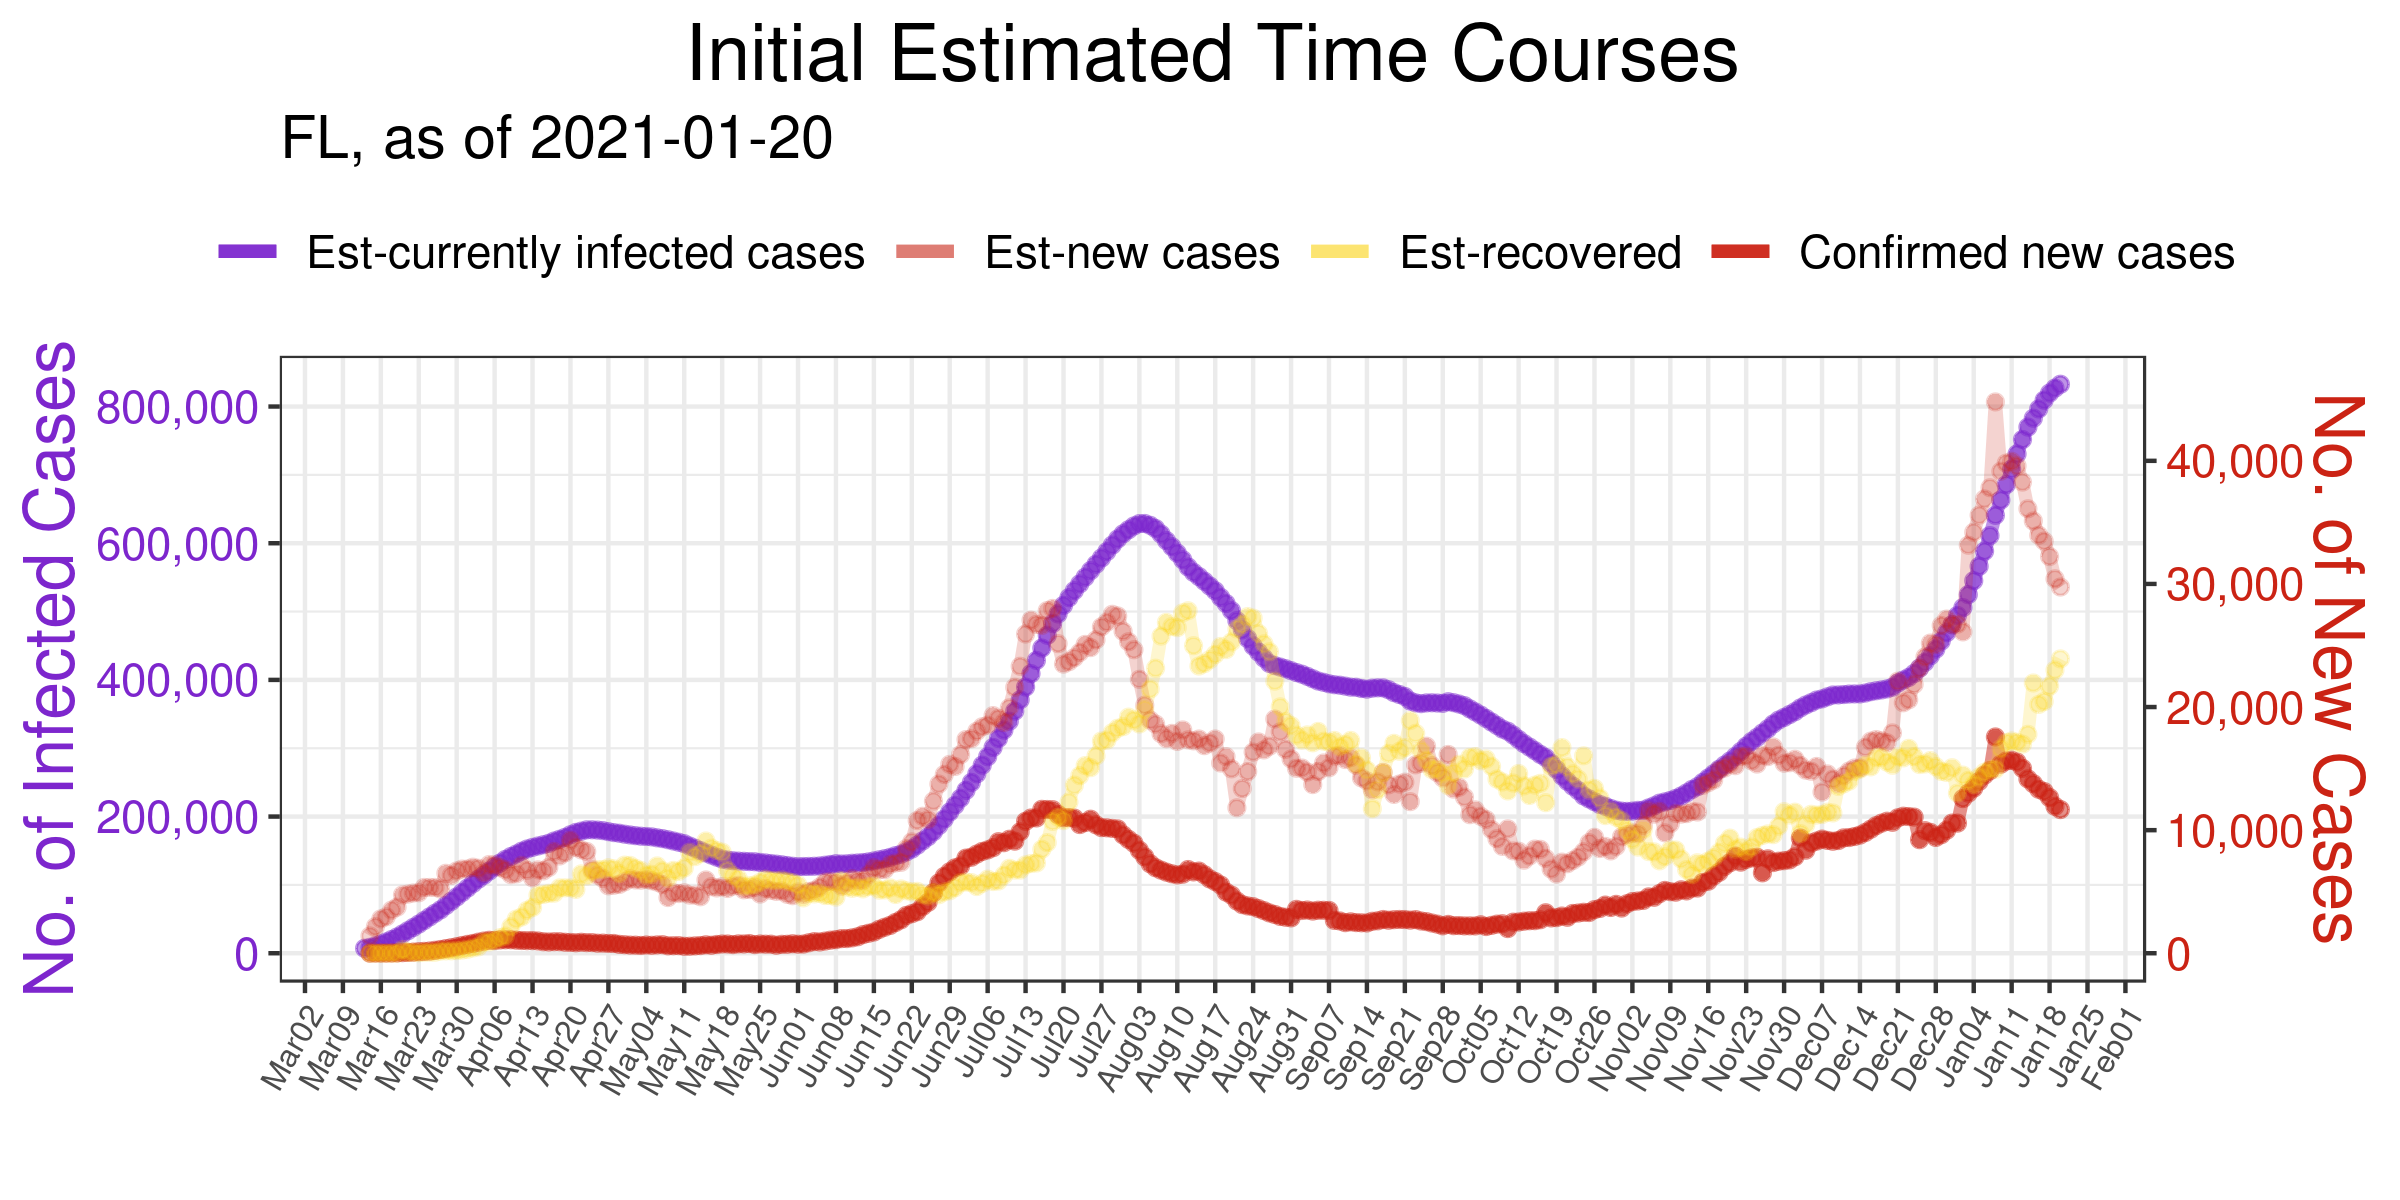 Initial Estimated Time Courses
FL, as of 2021-01-20
Est-currently infected cases Est-new cases Est-recovered Confirmed new cases
No. of Infected Cases
800,000
600,000
400,000
200,000
0
40,000
30,000
20,000
10,000
0
No. of New Cases
Mar02 Mar09 Mar16 Mar23 Mar30 Apr06 Apr13 Apr20 Apr27 May04 May11 May18 May25 Jun01 Jun08 Jun15 Jun22 Jun29 Jul06 Jul13 Jul20 Jul27 Aug03 Aug10 Aug17 Aug24 Aug31 Sep07 Sep14 Sep21 Sep28 Oct05 Oct12 Oct19 Oct26 Nov02 Nov09 Nov16 Nov23 Nov30 Dec07 Dec14 Dec21 Dec28 Jan04 Jan11 Jan18 Jan25 Feb01